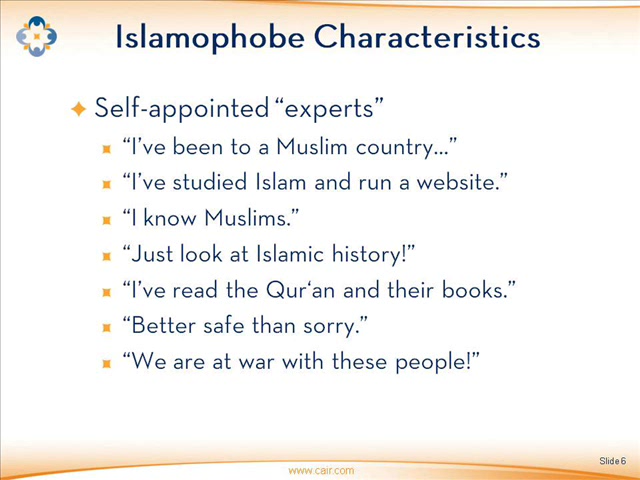 Islamophobe Characteristics
Self-appointed “experts”
“I’ve been to a Muslim country...”
“I’ve studied Islam and run a website.”
“I know Muslims.”
“Just look at Islamic history!”
“I’ve read the Qur‘an and their books.”
“Better safe than sorry.”
“We are at war with these people!”
Slide 6
www.cair.com